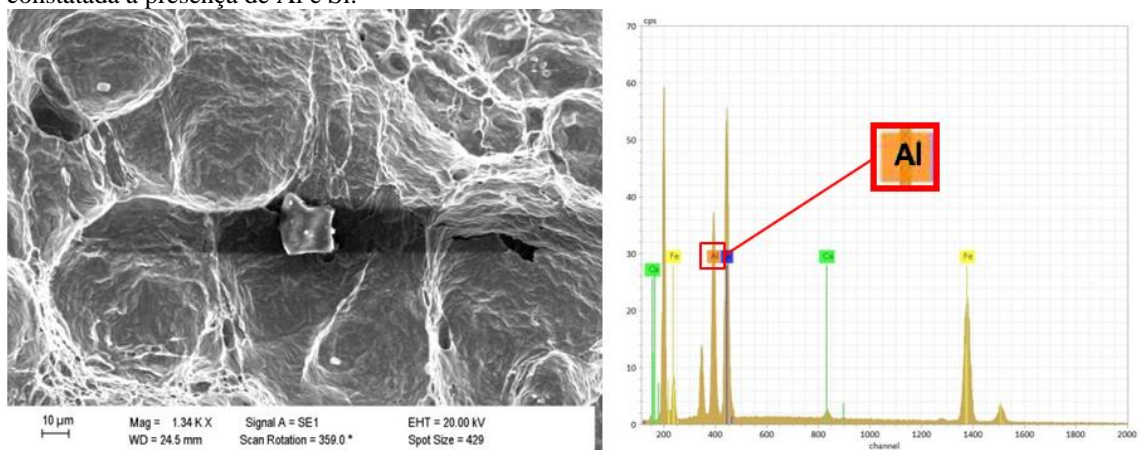 constatada a presença de Al e Si.
10 µm
Mag = 1.34 K X
Signal A = SE1
EHT = 20.00 kV
WD = 24.5 mm
Scan Rotation = 359.0 °
Spot Size = 429
cps
70
60
50
40
30
20
10
0
Ca
Fe
Al
Al
Ca
Fe
200
400
600
800
1000
1200
1400
1600
1800
2000
channel